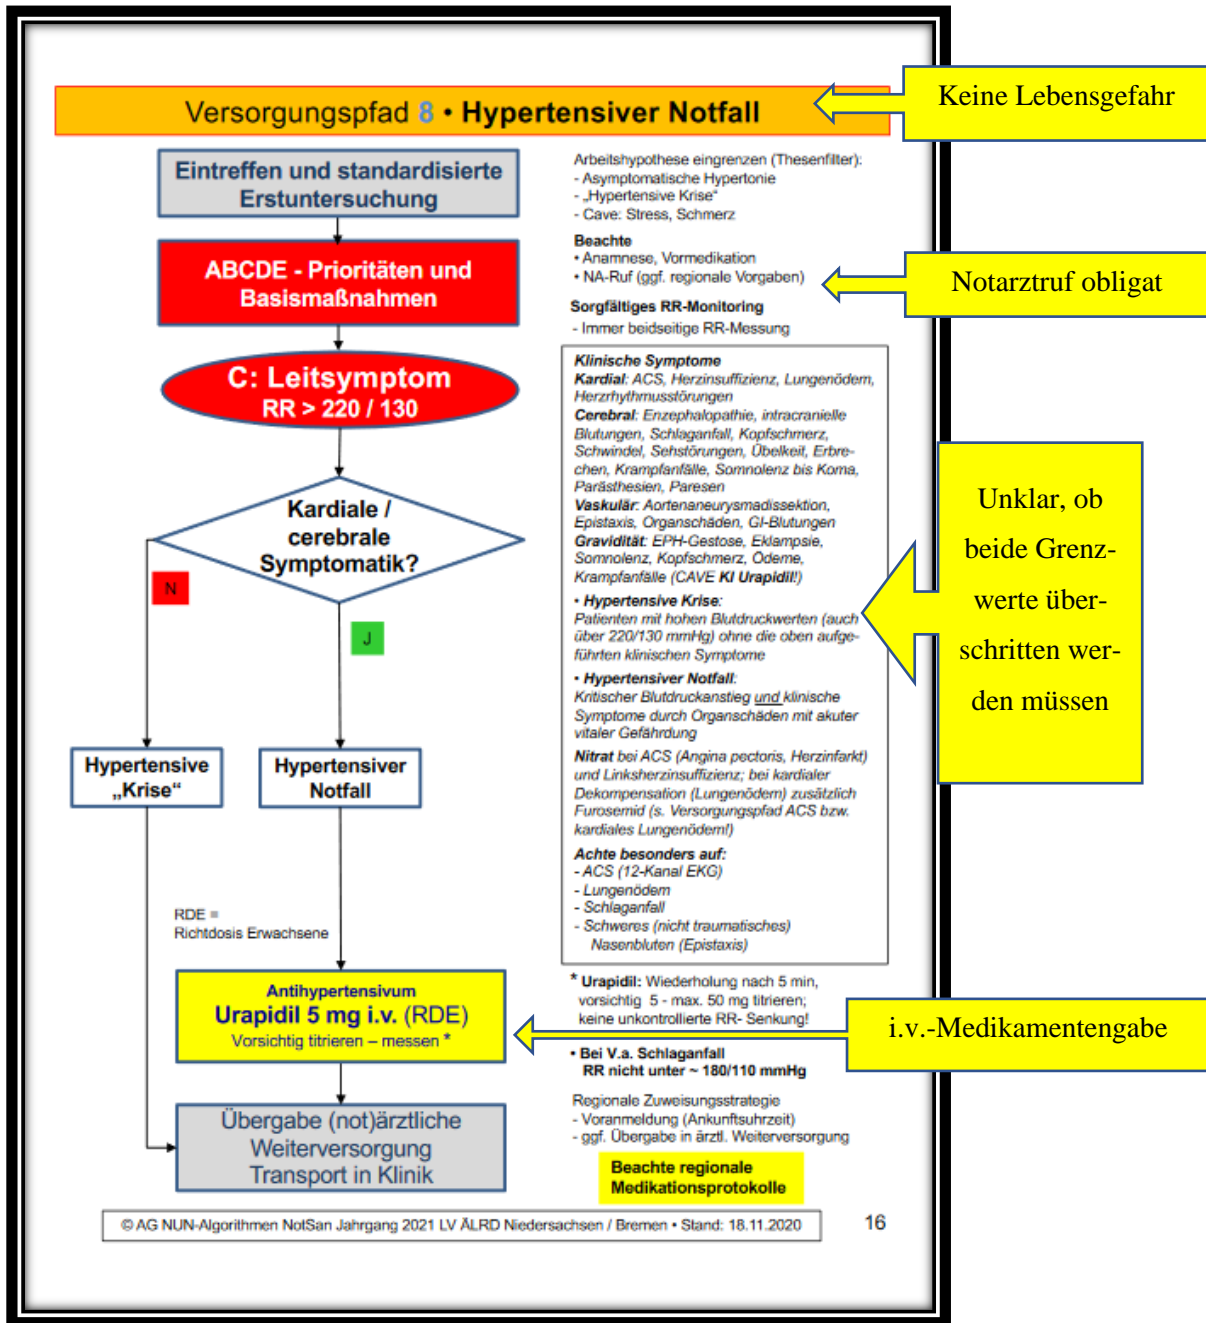 Versorgungspfad 8 • Hypertensiver Notfall
Keine Lebensgefahr
Eintreffen und standardisierte
Erstuntersuchung
ABCDE - Prioritäten und
Basismaßnahmen
C: Leitsymptom
RR > 220 / 130
Kardiale /
cerebrale
Symptomatik?
N
J
Hypertensive
„Krise“
Hypertensiver
Notfall
RDE =
Richtdosis Erwachsene
Antihypertensivum
Urapidil 5 mg i.v. (RDE)
Vorsichtig titrieren – messen *
Übergabe (not)ärztliche
Weiterversorgung
Transport in Klinik
Arbeitshypothese eingrenzen (Thesenfilter):
- Asymptomatische Hypertonie
- „Hypertensive Krise“
- Cave: Stress, Schmerz
Beachte
• Anamnese, Vormedikation
• NA-Ruf (ggf. regionale Vorgaben)
Notarztruf obligat
Sorgfältiges RR-Monitoring
- Immer beidseitige RR-Messung
Klinische Symptome
Kardial: ACS, Herzinsuffizienz, Lungenödem,
Herzrhythmusstörungen
Cerebral: Enzephalopathie, intracranielle
Blutungen, Schlaganfall, Kopfschmerz,
Schwindel, Sehstörungen, Übelkeit, Erbre-
chen, Krampfanfälle, Somnolenz bis Koma,
Parästhesien, Paresen
Vaskulär: Aortenaneurysmadissektion,
Epistaxis, Organschäden, GI-Blutungen
Gravidität: EPH-Gestose, Eklampsie,
Somnolenz, Kopfschmerz, Ödeme,
Krampfanfälle (CAVE KI Urapidil!)
• Hypertensive Krise:
Patienten mit hohen Blutdruckwerten (auch
über 220/130 mmHg) ohne die oben aufge-
führten klinischen Symptome
• Hypertensiver Notfall:
Kritischer Blutdruckanstieg und klinische
Symptome durch Organschäden mit akuter
vitaler Gefährdung
Nitrat bei ACS (Angina pectoris, Herzinfarkt)
und Linksherzinsuffizienz; bei kardialer
Dekompensation (Lungenödem) zusätzlich
Furosemid (s. Versorgungspfad ACS bzw.
kardiales Lungenödem!)
Achte besonders auf:
- ACS (12-Kanal EKG)
- Lungenödem
- Schlaganfall
- Schweres (nicht traumatisches)
Nasenbluten (Epistaxis)
Unklar, ob
beide Grenz-
werte über-
schritten wer-
den müssen
* Urapidil: Wiederholung nach 5 min,
vorsichtig 5 - max. 50 mg titrieren;
keine unkontrollierte RR- Senkung!
i.v.-Medikamentengabe
• Bei V.a. Schlaganfall
RR nicht unter ~ 180/110 mmHg
Regionale Zuweisungsstrategie
- Voranmeldung (Ankunftsuhrzeit)
- ggf. Übergabe in ärztl. Weiterversorgung
Beachte regionale
Medikationsprotokolle
© AG NUN-Algorithmen NotSan Jahrgang 2021 LV ÄLRD Niedersachsen / Bremen • Stand: 18.11.2020
16